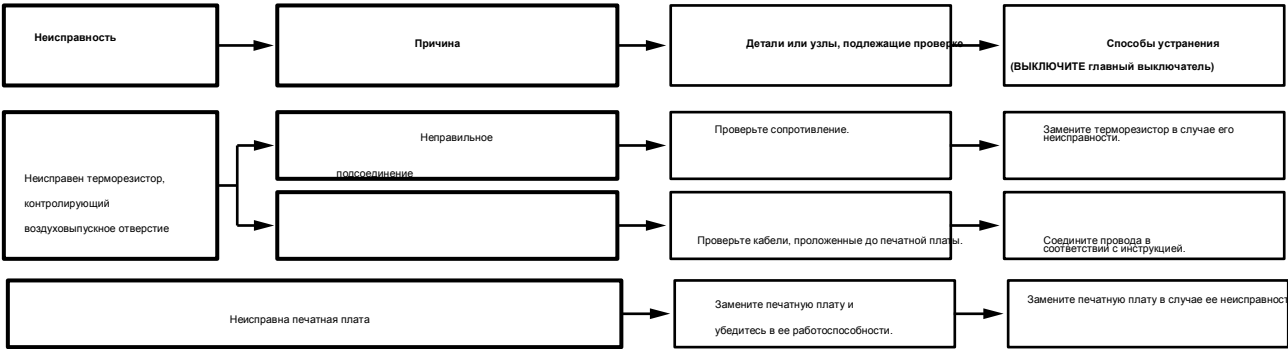 Неисправность
Причина
Детали или узлы, подлежащие проверке
Способы устранения
(ВЫКЛЮЧИТЕ главный выключатель)
Неисправен терморезистор,
контролирующий
воздуховыпускное отверстие
Неправильное
подсоединение
Проверьте сопротивление.
Замените терморезистор в случае его
неисправности.
Проверьте кабели, проложенные до печатной платы.
Соедините провода в
соответствии с инструкцией.
Неисправна печатная плата
Замените печатную плату и
убедитесь в ее работоспособности.
Замените печатную плату в случае ее неисправност